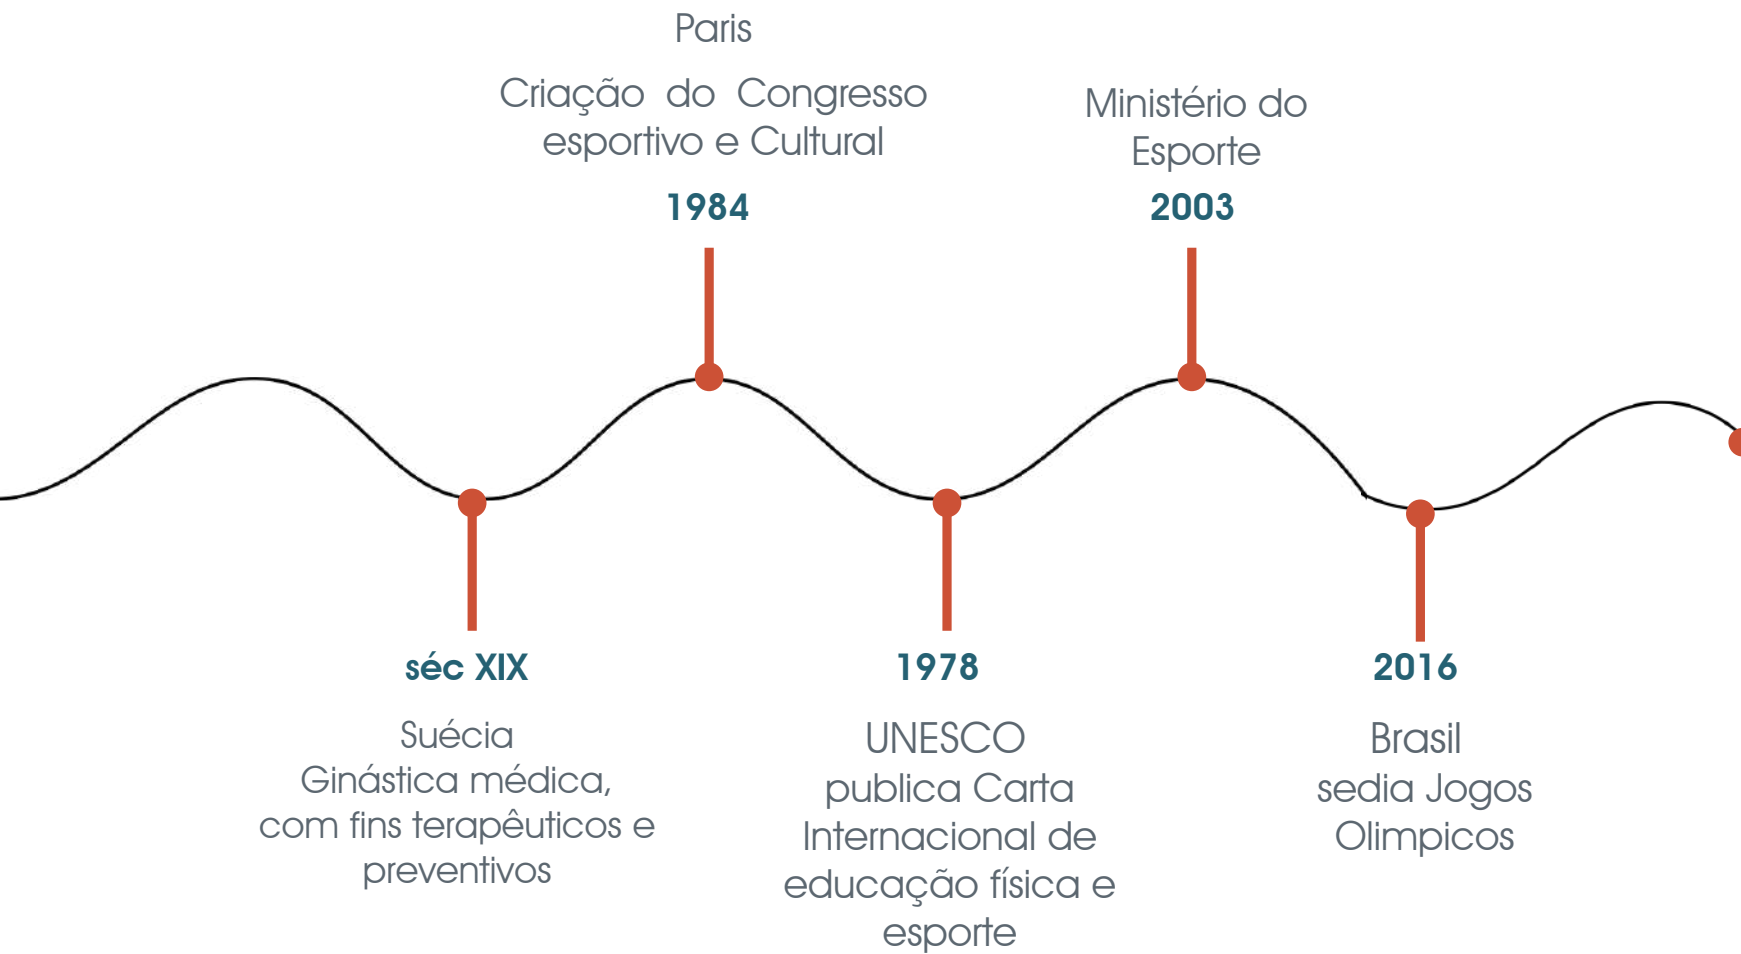 Paris
Criação do Congresso
esportivo e Cultural
1984
Ministério do
Esporte
2003
séc XIX
Suécia
Ginástica médica,
com fins terapêuticos e
preventivos
1978
UNESCO
publica Carta
Internacional de
educação física e
esporte
2016
Brasil
sedia Jogos
Olimpicos